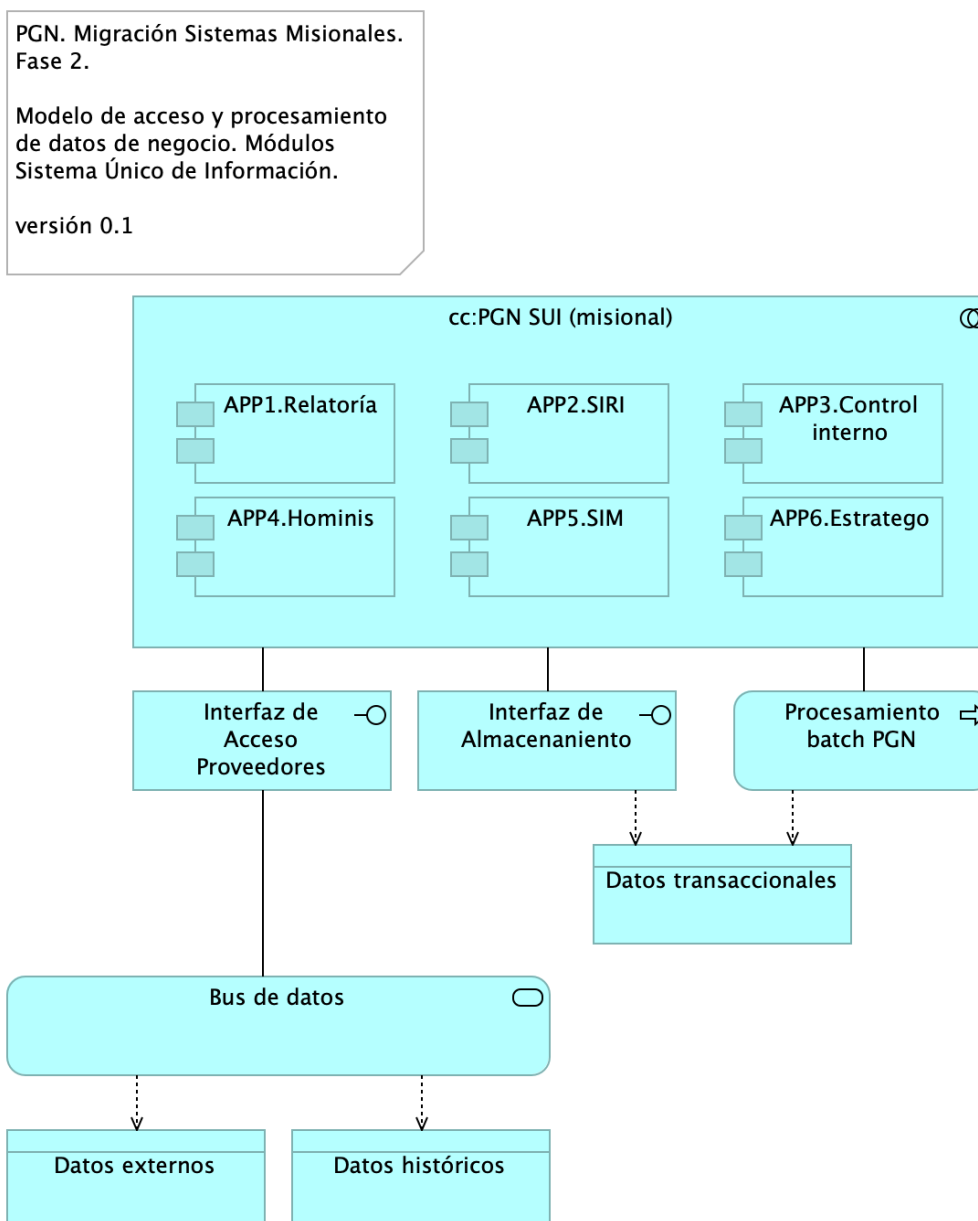 PGN. Migración Sistemas Misionales.
Fase 2.
Modelo de acceso y procesamiento
de datos de negocio. Módulos
Sistema Único de Información.
versión 0.1
cc:PGN SUI (misional)
APP1.Relatoría
APP2.SIRI
APP3.Control
interno
APP4.Hominis
APP5.SIM
APP6.Estratego
Interfaz de
Acceso
Proveedores
Interfaz de
Almacenaniento
Procesamiento
batch PGN
Datos transaccionales
Bus de datos
Datos externos
Datos históricos